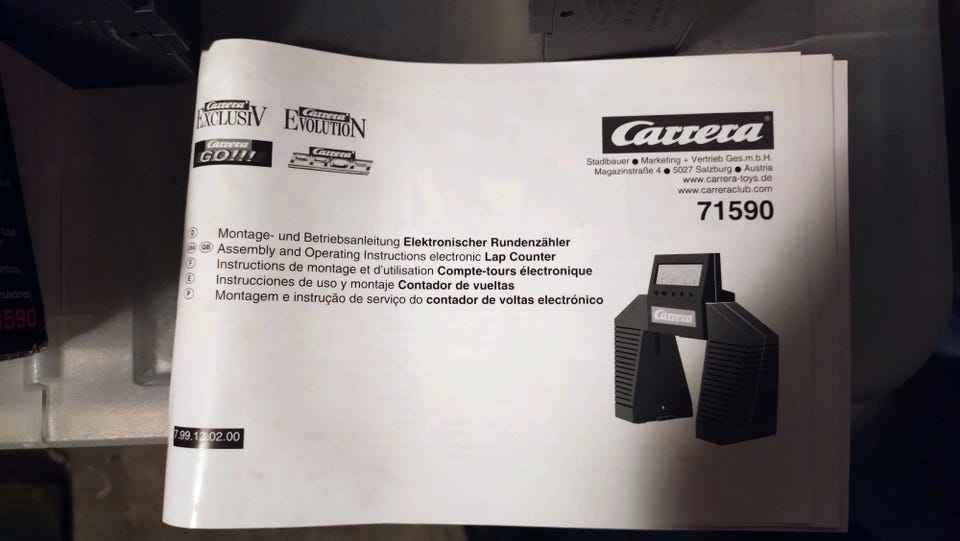 Carrera
EXCLUSIV
Carrera
EVOLUTION
Carrera
GO!!!
Carrera
Carrera
Stadlbauer ● Marketing + Vertrieb Ges.m.b.H.
Magazinstraße 4 ● 5027 Salzburg ● Austria
www.carrera-toys.de
www.carreraclub.com
71590
D Montage- und Betriebsanleitung Elektronischer Rundenzähler
USA GB Assembly and Operating Instructions electronic Lap Counter
F Instructions de montage et d'utilisation Compte-tours électronique
E Instrucciones de uso y montaje Contador de vueltas
P Montagem e instrução de serviço do contador de voltas electrónico
Carrera
7.99.12.02.00
1590